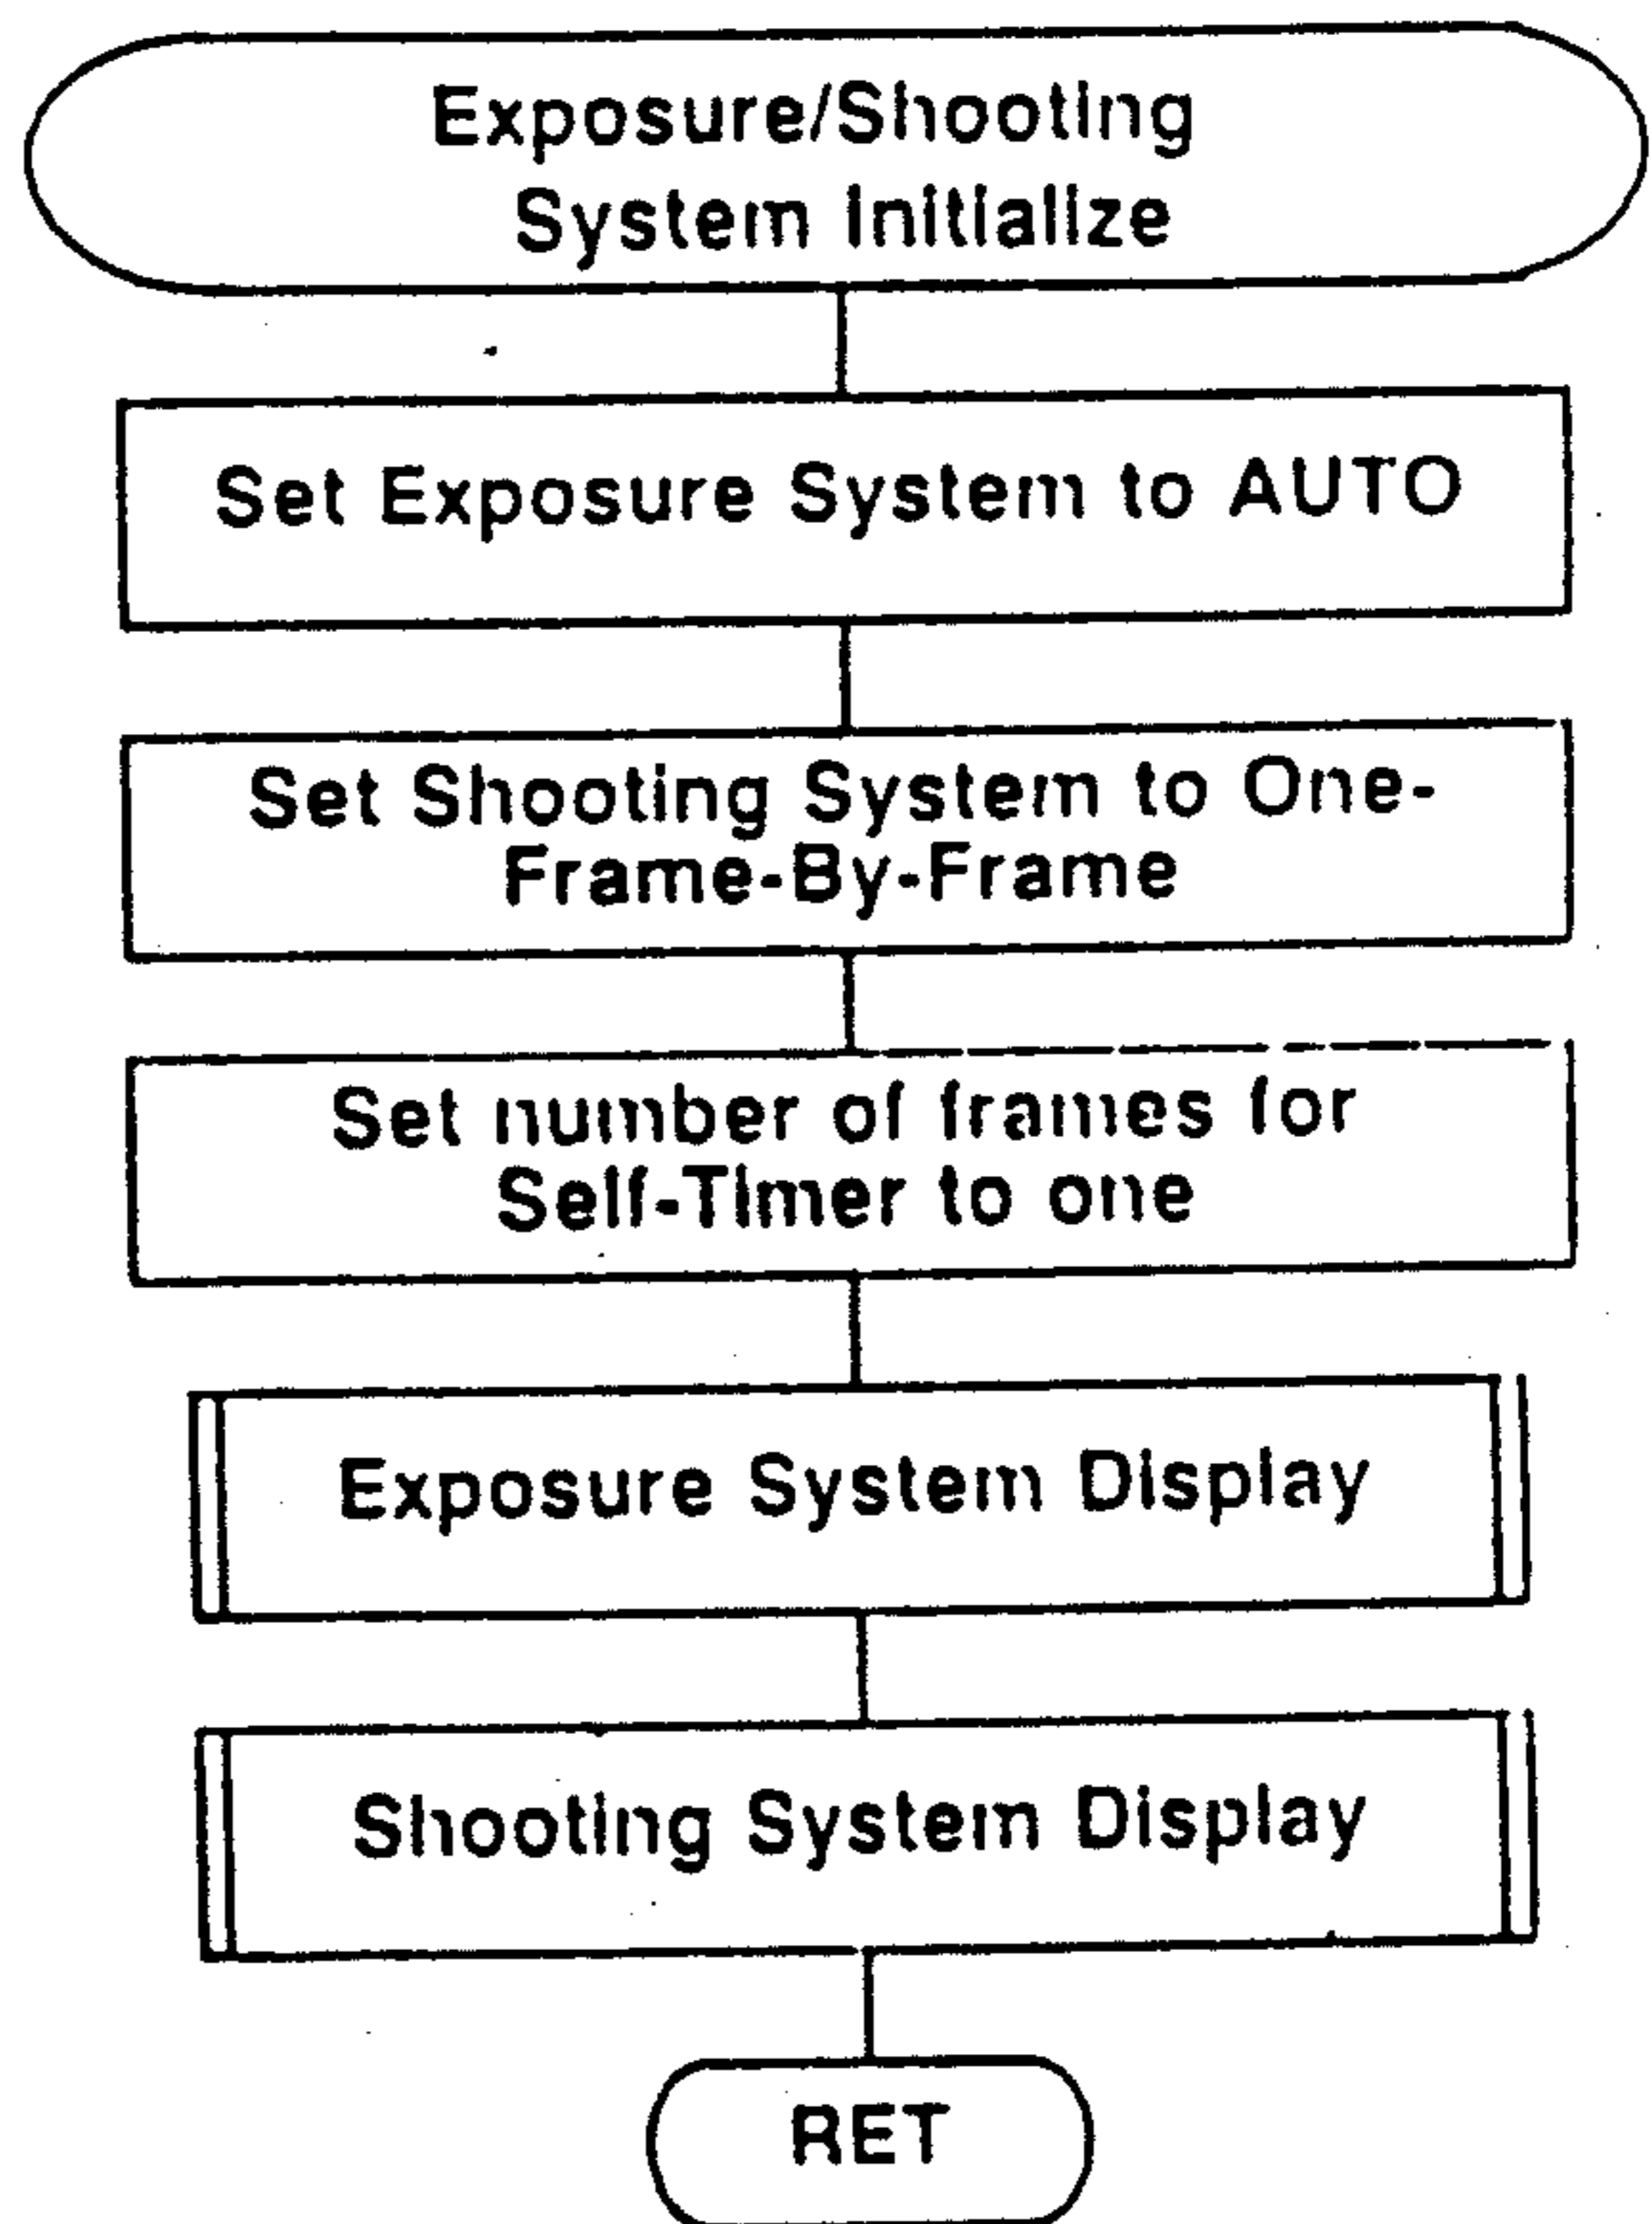 Exposure/Shooting
System Initialize
Set Exposure System to AUTO
Set Shooting System to One-
Frame-By-Frame
Set number of frames for
Self-Timer to one
Exposure System Display
Shooting System Display
RET